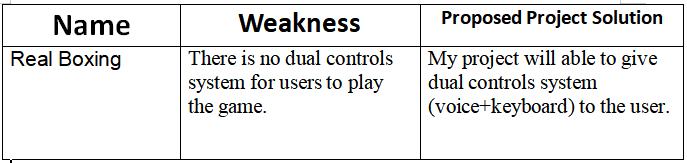 Name Weakness Proposed Project Solution
Real Boxing
There is no dual controls
system for users to play
the game.
My project will able to give
dual controls system
(voice+keyboard) to the user.